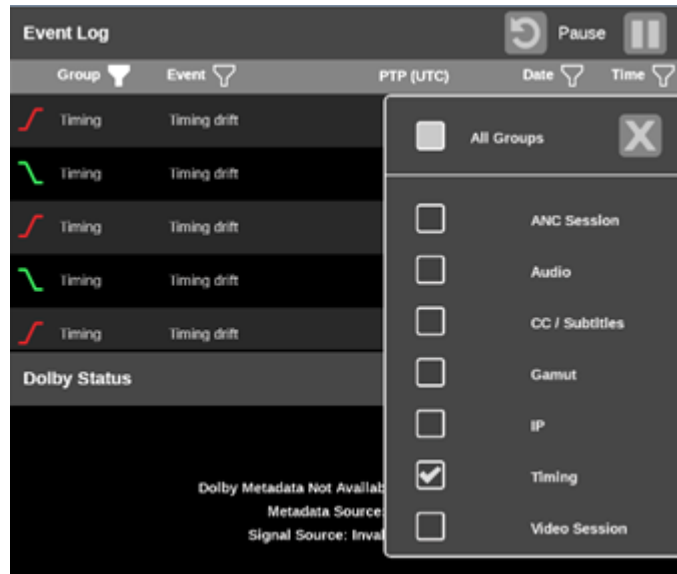 Event Log Pause
Group Event PTP (UTC) Date Time
Timing Timing drift
Timing Timing drift
Timing Timing drift
Timing Timing drift
Timing Timing drift
All Groups X
ANC Session
Audio
CC / Subtitles
Gamut
IP
Timing
Video Session
Dolby Status
Dolby Metadata Not Availab
Metadata Source:
Signal Source: Inval